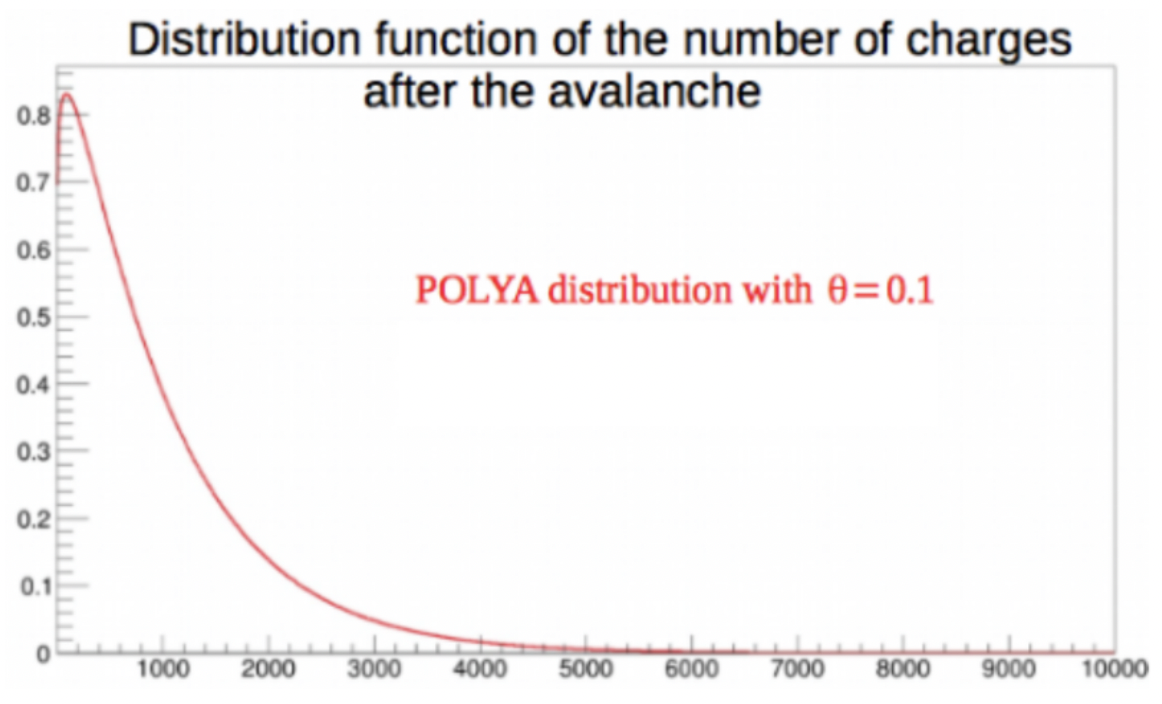 Distribution function of the number of charges
after the avalanche
0.8
0.7
0.6
POLYA distribution with θ=0.1
0.5
0.4
0.3
0.2
0.1
0
1000 2000 3000 4000 5000 6000 7000 8000 9000 10000